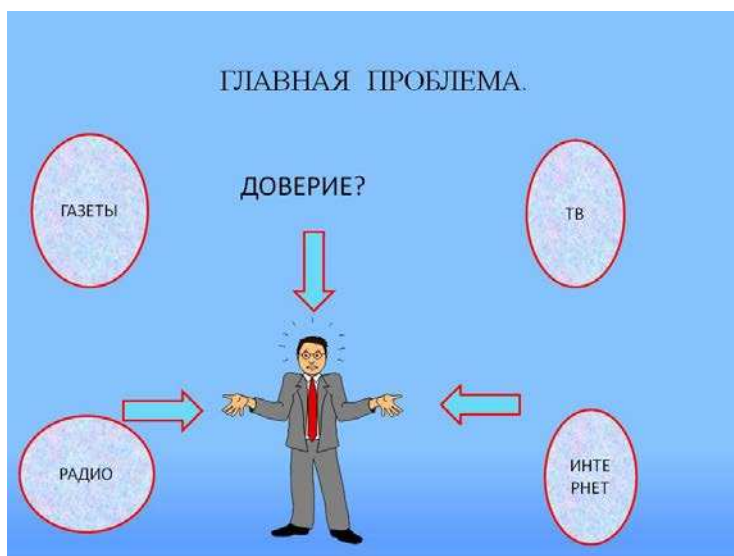 ГЛАВНАЯ ПРОБЛЕМА.
ДОВЕРИЕ?
ГАЗЕТЫ
ТВ
РАДИО
ИНТЕ
РНЕТ